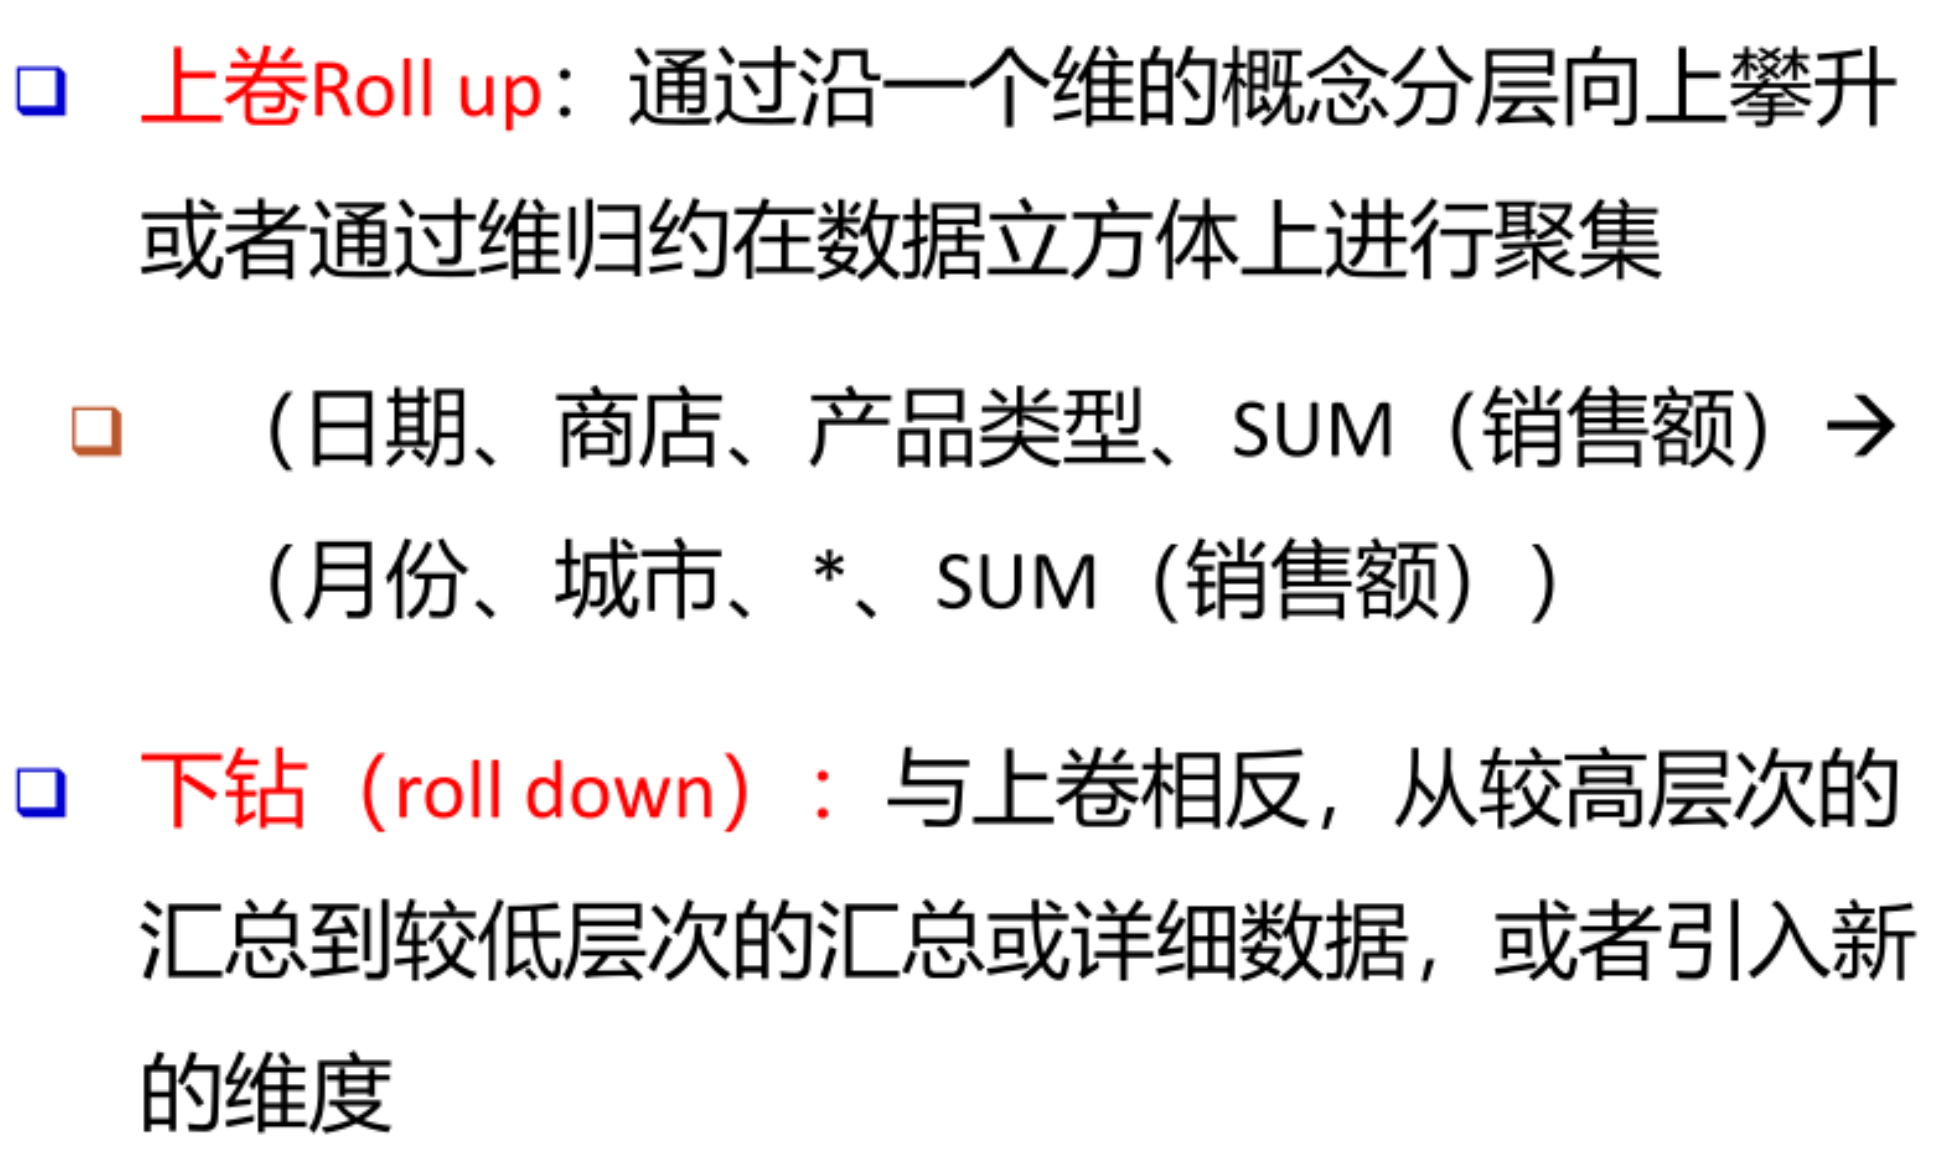 上卷Roll up：通过沿一个维的概念分层向上攀升
或者通过维归约在数据立方体上进行聚集
（日期、商店、产品类型、SUM（销售额）→
（月份、城市、*、SUM（销售额））
下钻（roll down）：与上卷相反，从较高层次的
汇总到较低层次的汇总或详细数据，或者引入新
的维度